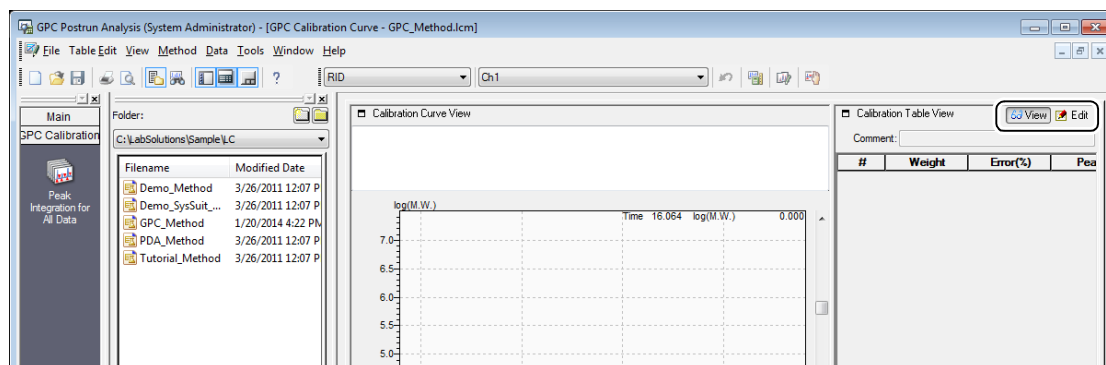 GPC Postrun Analysis (System Administrator) - [GPC Calibration Curve - GPC_Method.lcm]
File Table Edit View Method Data Tools Window Help
? RID Ch1
Main
GPC Calibration
Peak
Integration for
All Data
Folder:
C:\LabSolutions\Sample\LC
Filename Modified Date
Demo_Method 3/26/2011 12:07 P
Demo_SysSuit_... 3/26/2011 12:07 P
GPC_Method 1/20/2014 4:22 PM
PDA_Method 3/26/2011 12:07 P
Tutorial_Method 3/26/2011 12:07 P
Calibration Curve View
log(M.W.)
Time 16.064 log(M.W.) 0.000
7.0
6.5
6.0
5.5
5.0
Calibration Table View View Edit
Comment:
# Weight Error(%) Pea